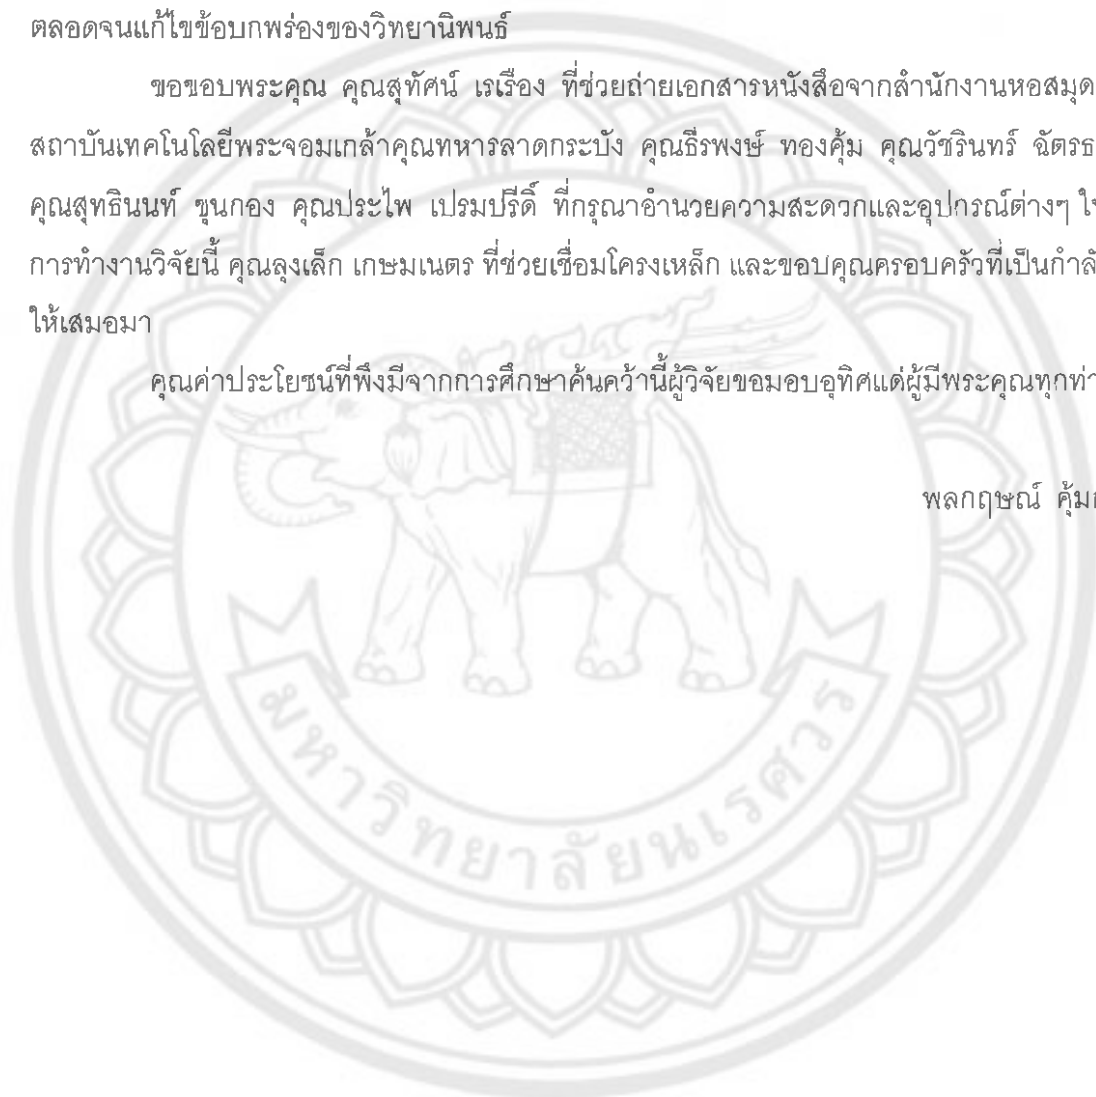 ตลอดจนแก้ไขข้อบกพร่องของวิทยานิพนธ์
ขอขอบพระคุณ คุณสุทัศน์ เรเรือง ที่ช่วยถ่ายเอกสารหนังสือจากสำนักงานหอสมุด
สถาบันเทคโนโลยีพระจอมเกล้าคุณทหารลาดกระบัง คุณธีรพงษ์ ทองคุ้ม คุณวัชรินทร์ ฉัตรธ
คุณสุทธินนท์ ขุนกอง คุณประไพ เปรมปรีดิ์ ที่กรุณาอำนวยความสะดวกและอุปกรณ์ต่างๆ ใ
การทำงานวิจัยนี้ คุณลุงเล็ก เกษมเนตร ที่ช่วยเชื่อมโครงเหล็ก และขอบคุณครอบครัวที่เป็นกำลั
ให้เสมอมา
คุณค่าประโยชน์ที่พึงมีจากการศึกษาค้นคว้านี้ผู้วิจัยขอมอบอุทิศแด่ผู้มีพระคุณทุกท่า
พลกฤษณ์ คุ้ม
มหาวิทยาลัยนเรศวร